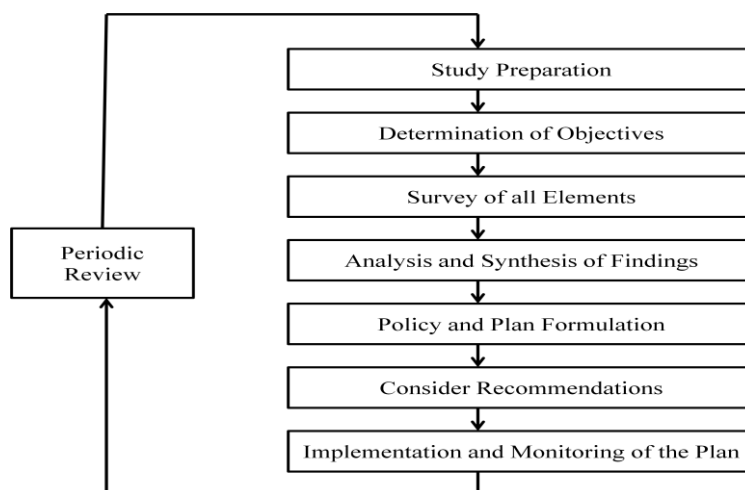 Study Preparation
Determination of Objectives
Survey of all Elements
Periodic
Review
Analysis and Synthesis of Findings
Policy and Plan Formulation
Consider Recommendations
Implementation and Monitoring of the Plan